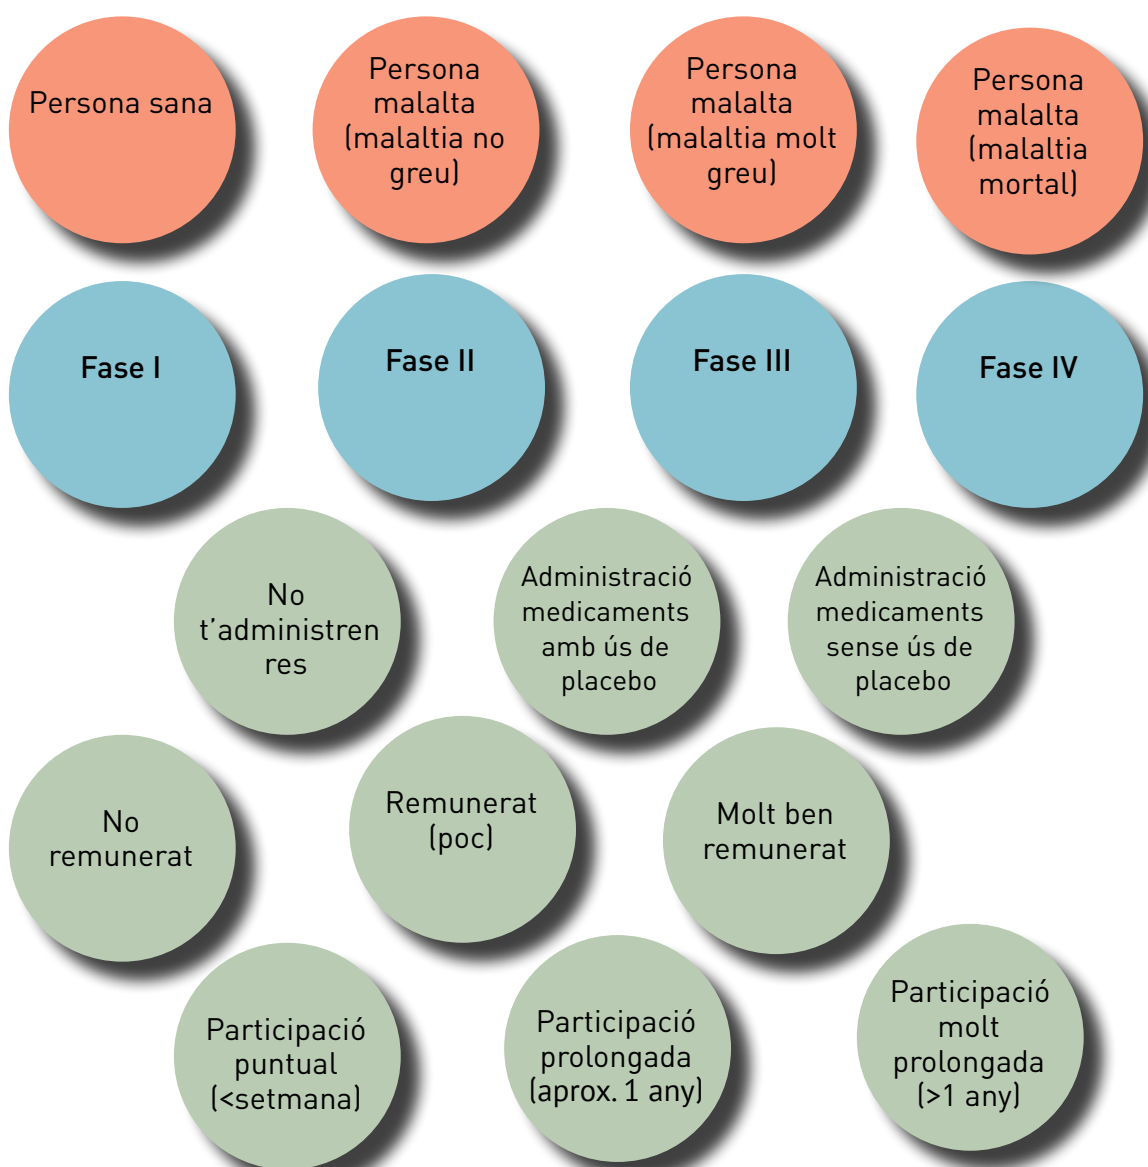 Persona sana
Persona
malalta
(malaltia no
greu)
Persona
malalta
(malaltia molt
greu)
Persona
malalta
(malaltia
mortal)
Fase I
Fase II
Fase III
Fase IV
No
t’administren
res
Administració
medicaments
amb ús de
placebo
Administració
medicaments
sense ús de
placebo
No
remunerat
Remunerat
(poc)
Molt ben
remunerat
Participació
puntual
(<setmana)
Participació
prolongada
(aprox. 1 any)
Participació
molt
prolongada
(>1 any)